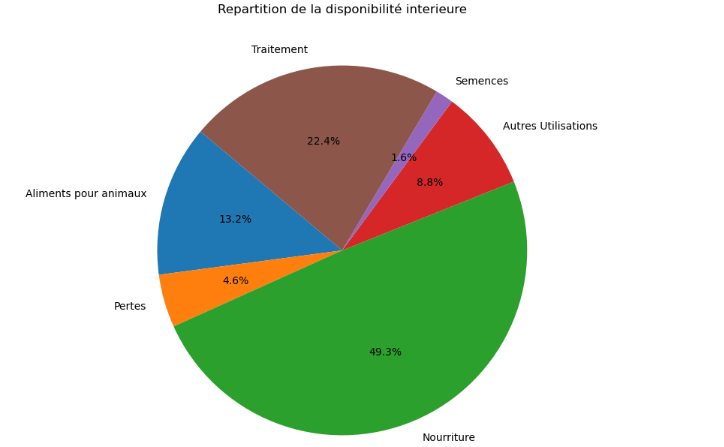 Repartition de la disponibilité interieure
Traitement
Semences
Autres Utilisations
22.4%
1.6%
8.8%
Aliments pour animaux
13.2%
4.6%
Pertes
49.3%
Nourriture